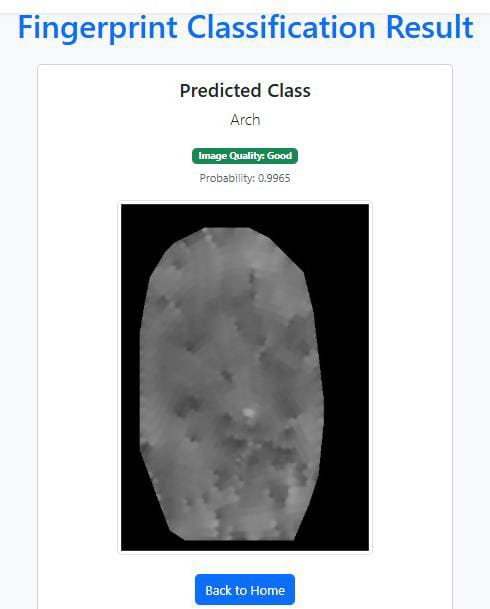 Fingerprint Classification Result
Predicted Class
Arch
Image Quality: Good
Probability: 0.9965
Back to Home